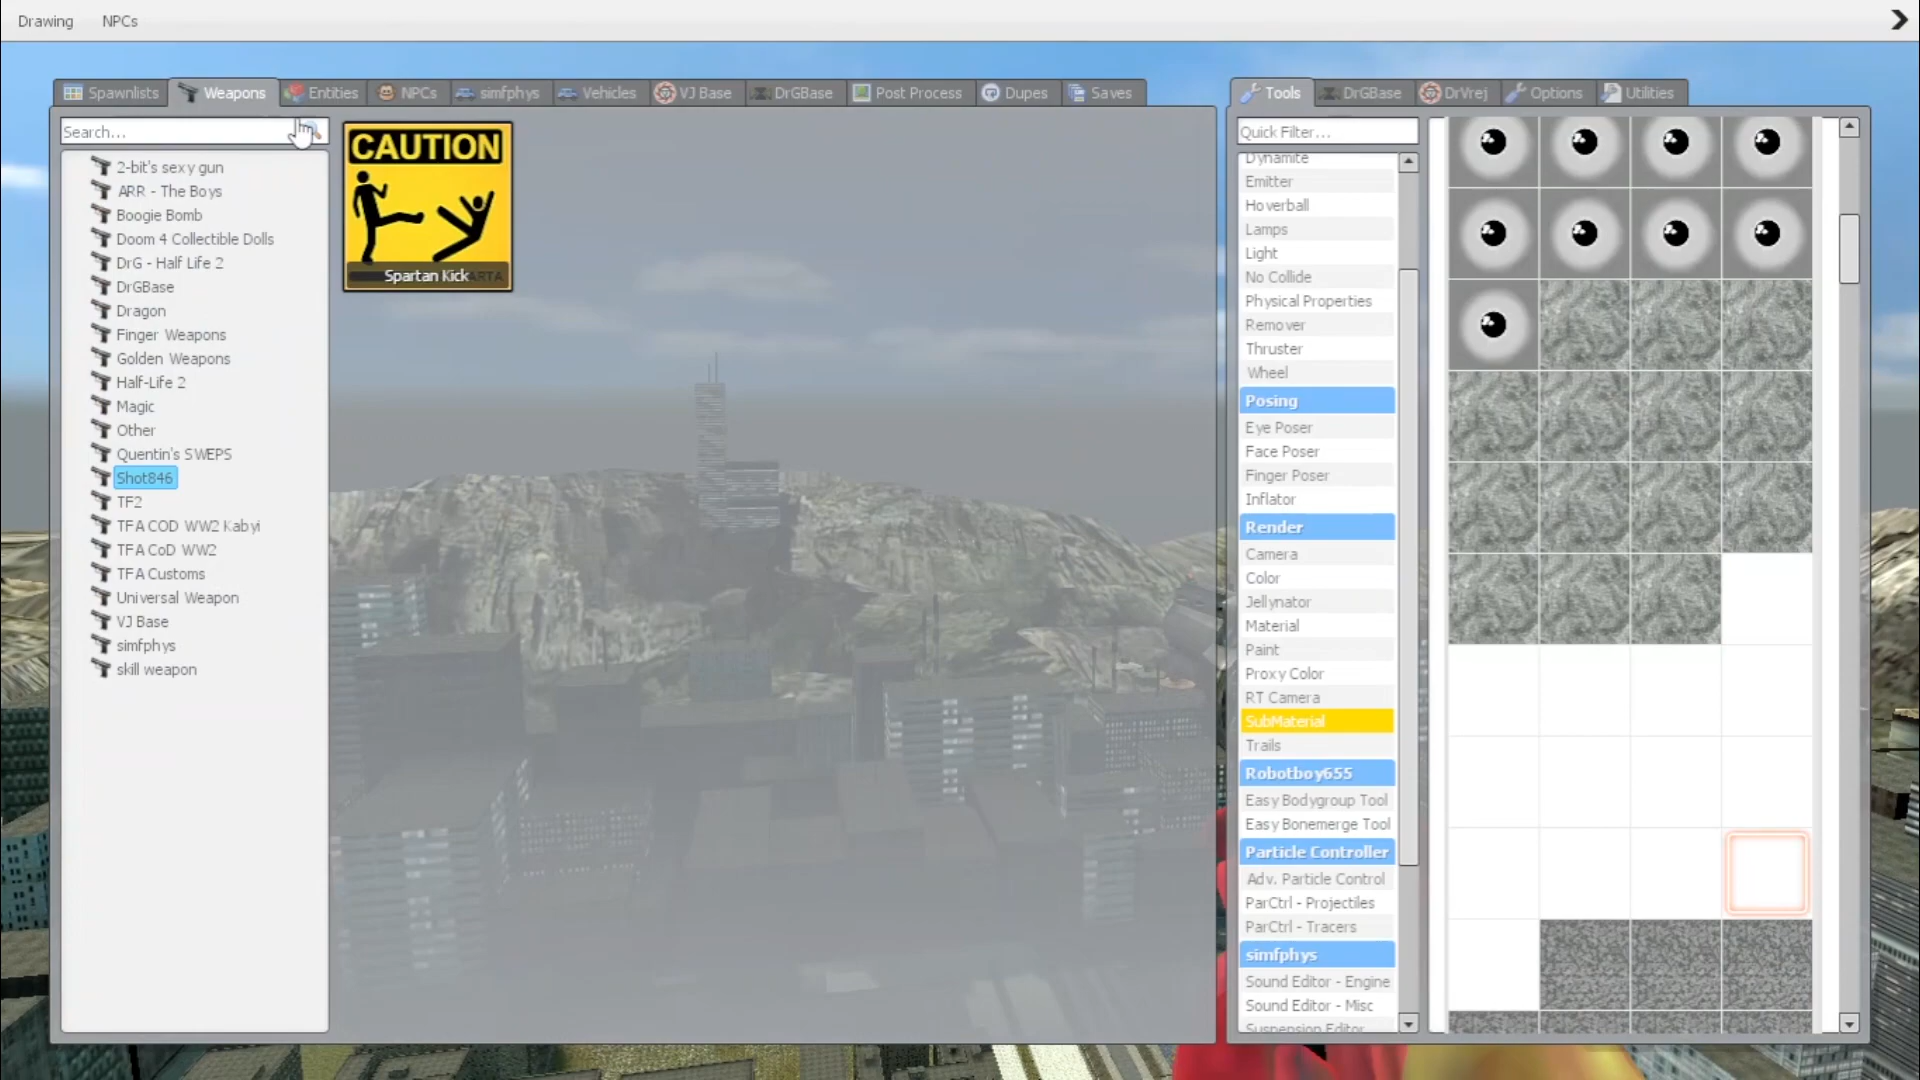 Drawing NPCs
Spawnlists Weapons Entities NPCs simfphys Vehicles VJ Base DrGBase Post Process Dupes Saves
Search...
2-bit's sexy gun
ARR - The Boys
Boogie Bomb
Doom 4 Collectible Dolls
DrG - Half Life 2
DrGBase
Dragon
Finger Weapons
Golden Weapons
Half-Life 2
Magic
Other
Quentin's SWEPS
Shot846
TF2
TFA COD WW2 Kabyi
TFA CoD WW2
TFA Customs
Universal Weapon
VJ Base
simfphys
skill weapon
CAUTION
Spartan Kick
Tools DrGBase DrVrej Options Utilities
Quick Filter...
Dynamite
Emitter
Hoverball
Lamps
Light
No Collide
Physical Properties
Remover
Thruster
Wheel
Posing
Eye Poser
Face Poser
Finger Poser
Inflator
Render
Camera
Color
Jellynator
Material
Paint
Proxy Color
RT Camera
SubMaterial
Trails
Robotboy655
Easy Bodygroup Tool
Easy Bonemerge Tool
Particle Controller
Adv. Particle Control
ParCtrl - Projectiles
ParCtrl - Tracers
simfphys
Sound Editor - Engine
Sound Editor - Misc
Suspension Editor